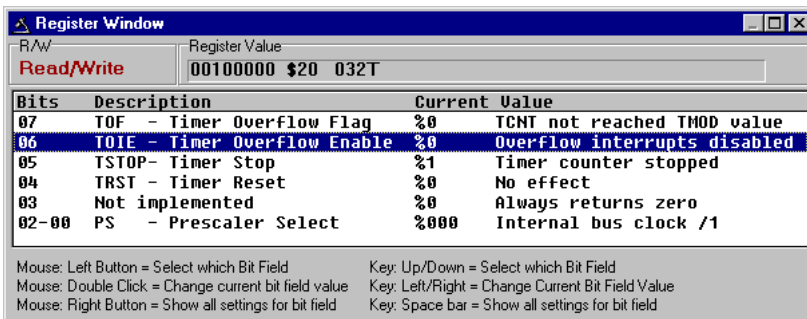 Register Window
R/W
Register Value
Read/Write
00100000 $20 032T
Bits Description Current Value
07 TOF - Timer Overflow Flag %0 TCNT not reached TMOD value
06 TOIE - Timer Overflow Enable %0 Overflow interrupts disabled
05 TSTOP- Timer Stop %1 Timer counter stopped
04 TRST - Timer Reset %0 No effect
03 Not implemented %0 Always returns zero
02-00 PS - Prescaler Select %000 Internal bus clock /1
Mouse: Left Button = Select which Bit Field Key: Up/Down = Select which Bit Field
Mouse: Double Click = Change current bit field value Key: Left/Right = Change Current Bit Field Value
Mouse: Right Button = Show all settings for bit field Key: Space bar = Show all settings for bit field